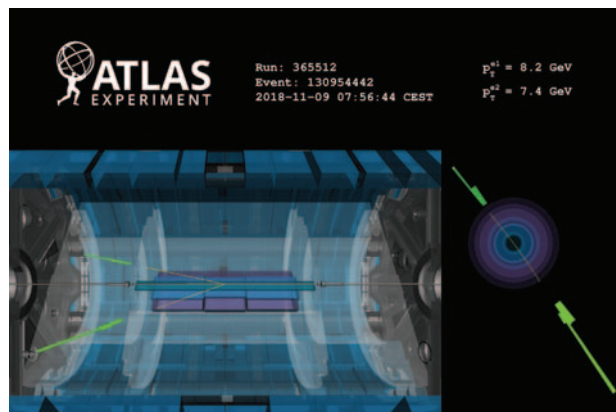 ATLAS
EXPERIMENT
Run: 365512
Event: 130954442
2018-11-09 07:56:44 CEST
p_T^e1 = 8.2 GeV
p_T^e2 = 7.4 GeV